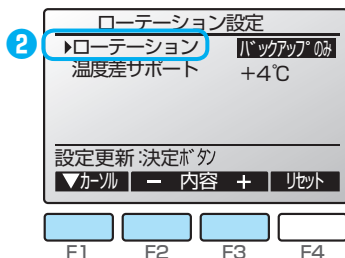 ローテーション設定
2 ▶ローテーション バックアップのみ
温度差サポート +4℃
設定更新:決定ボタン
▼カーソル － 内容 ＋ リセット
F1 F2 F3 F4